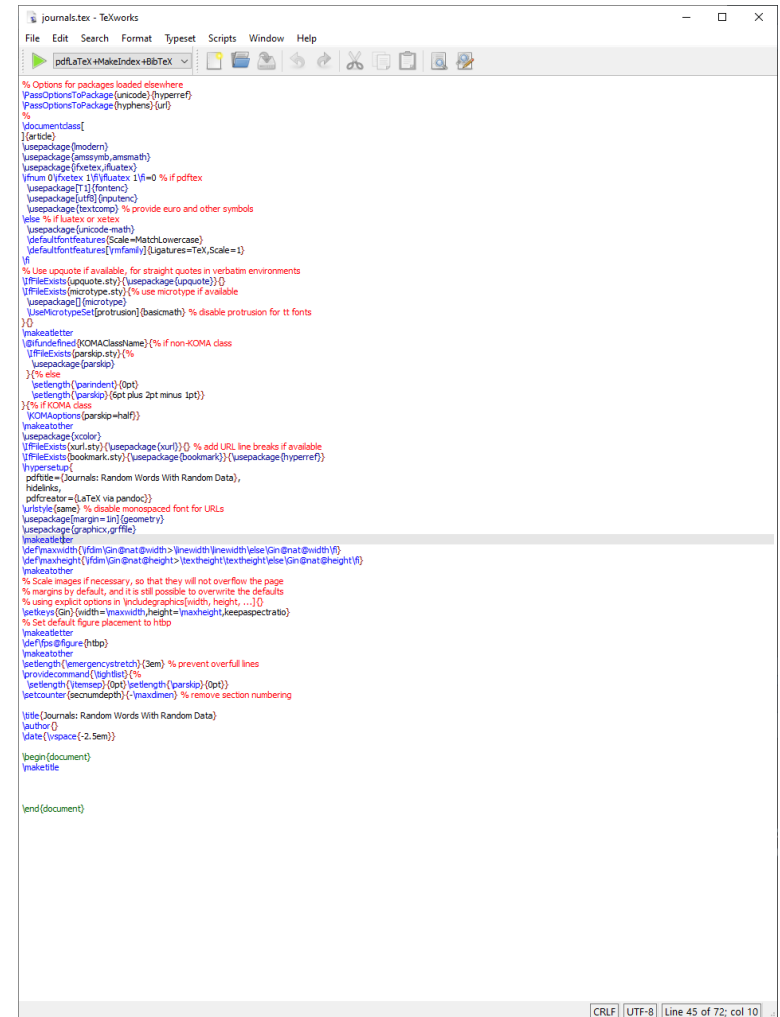 journals.tex - TeXworks
File Edit Search Format Typeset Scripts Window Help
pdfLaTeX+MakeIndex+BibTeX
% Options for packages loaded elsewhere
\PassOptionsToPackage{unicode}{hyperref}
\PassOptionsToPackage{hyphens}{url}
%
\documentclass[
]{article}
\usepackage{lmodern}
\usepackage{amssymb,amsmath}
\usepackage{ifxetex,ifluatex}
\ifnum 0\ifxetex 1\fi\ifluatex 1\fi=0 % if pdftex
  \usepackage[T1]{fontenc}
  \usepackage[utf8]{inputenc}
  \usepackage{textcomp} % provide euro and other symbols
\else % if luatex or xetex
  \usepackage{unicode-math}
  \defaultfontfeatures{Scale=MatchLowercase}
  \defaultfontfeatures[\rmfamily]{Ligatures=TeX,Scale=1}
\fi
% Use upquote if available, for straight quotes in verbatim environments
\IfFileExists{upquote.sty}{\usepackage{upquote}}{}
\IfFileExists{microtype.sty}{% use microtype if available
  \usepackage[]{microtype}
  \UseMicrotypeSet[protrusion]{basicmath} % disable protrusion for tt fonts
}{}
\makeatletter
\@ifundefined{KOMAClassName}{% if non-KOMA class
  \IfFileExists{parskip.sty}{%
    \usepackage{parskip}
  }{% else
    \setlength{\parindent}{0pt}
    \setlength{\parskip}{6pt plus 2pt minus 1pt}}
}{% if KOMA class
  \KOMAoptions{parskip=half}}
\makeatother
\usepackage{xcolor}
\IfFileExists{xurl.sty}{\usepackage{xurl}}{} % add URL line breaks if available
\IfFileExists{bookmark.sty}{\usepackage{bookmark}}{\usepackage{hyperref}}
\hypersetup{
  pdftitle={Journals: Random Words With Random Data},
  hidelinks,
  pdfcreator={LaTeX via pandoc}}
\urlstyle{same} % disable monospaced font for URLs
\usepackage[margin=1in]{geometry}
\usepackage{graphicx,grffile}
\makeatletter
\def\maxwidth{\ifdim\Gin@nat@width>\linewidth\linewidth\else\Gin@nat@width\fi}
\def\maxheight{\ifdim\Gin@nat@height>\textheight\textheight\else\Gin@nat@height\fi}
\makeatother
% Scale images if necessary, so that they will not overflow the page
% margins by default, and it is still possible to overwrite the defaults
% using explicit options in \includegraphics[width, height, ...]{}
\setkeys{Gin}{width=\maxwidth,height=\maxheight,keepaspectratio}
% Set default figure placement to htbp
\makeatletter
\def\fps@figure{htbp}
\makeatother
\setlength{\emergencystretch}{3em} % prevent overfull lines
\providecommand{\tightlist}{%
  \setlength{\itemsep}{0pt}\setlength{\parskip}{0pt}}
\setcounter{secnumdepth}{-\maxdimen} % remove section numbering
\title{Journals: Random Words With Random Data}
\author{}
\date{\vspace{-2.5em}}
\begin{document}
\maketitle
\end{document}
CRLF UTF-8 Line 45 of 72; col 10